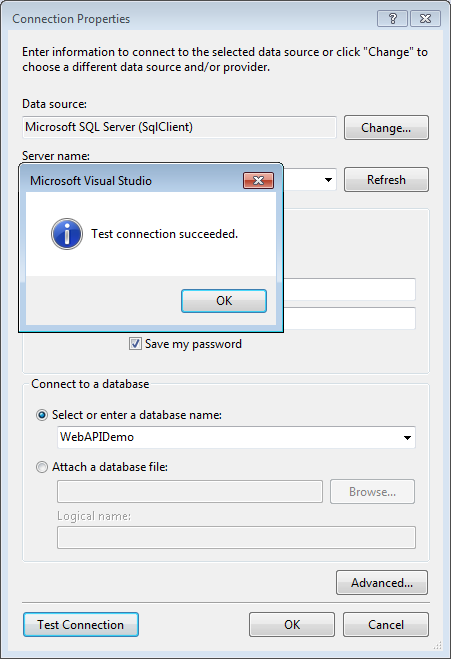 Connection Properties
Enter information to connect to the selected data source or click "Change" to
choose a different data source and/or provider.
Data source:
Microsoft SQL Server (SqlClient)
Change...
Server name:
Refresh
Microsoft Visual Studio
Test connection succeeded.
OK
Save my password
Connect to a database
Select or enter a database name:
WebAPIDemo
Attach a database file:
Browse...
Logical name:
Advanced...
Test Connection
OK
Cancel